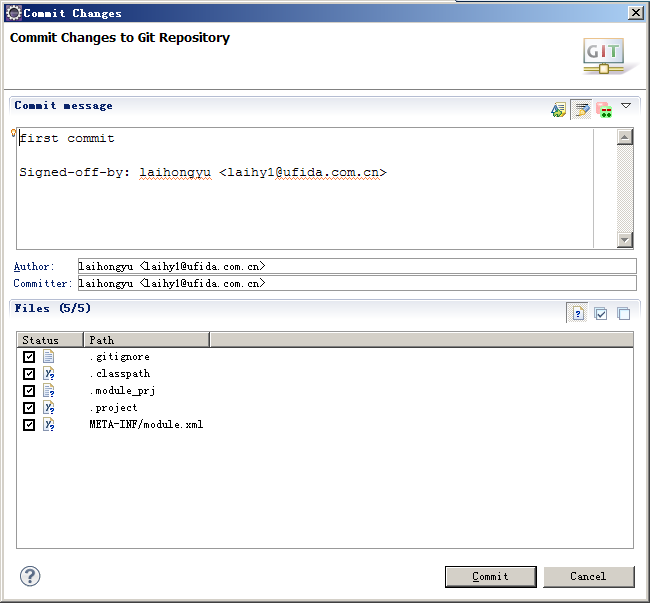 Commit Changes
Commit Changes to Git Repository
GIT
Commit message
first commit
Signed-off-by: laihongyu <laihy1@ufida.com.cn>
Author: laihongyu <laihy1@ufida.com.cn>
Committer: laihongyu <laihy1@ufida.com.cn>
Files (5/5)
Status Path
.gitignore
.classpath
.module_prj
.project
META-INF/module.xml
Commit Cancel